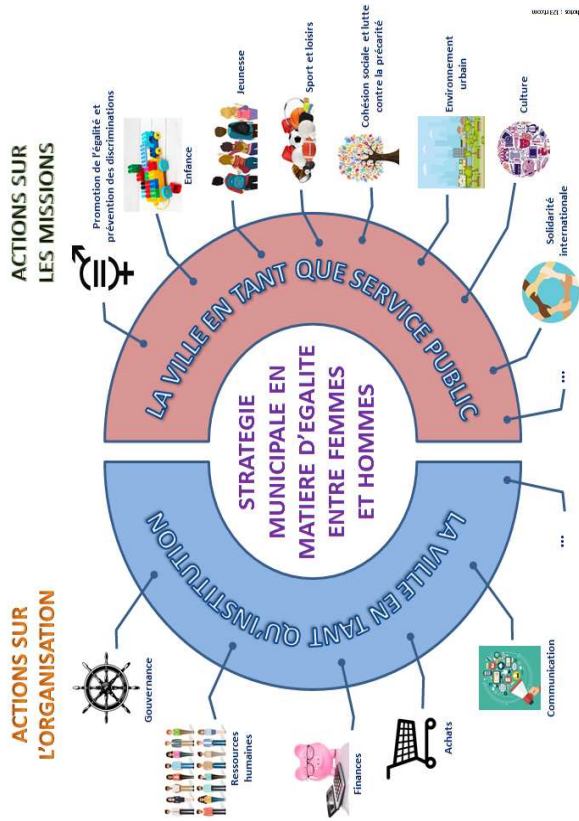 ACTIONS SUR
L'ORGANISATION
ACTIONS SUR
LES MISSIONS
STRATEGIE
MUNICIPALE EN
MATIERE D'EGALITE
ENTRE FEMMES
ET HOMMES
LA VILLE EN TANT QU'INSTITUTION
Gouvernance
Ressources
humaines
Finances
Achats
Communication
...
LA VILLE EN TANT QUE SERVICE PUBLIC
Promotion de l'égalité et
prévention des discriminations
Enfance
Jeunesse
Sport et loisirs
Cohésion sociale et lutte
contre la précarité
Environnement
urbain
Culture
Solidarité
internationale
...